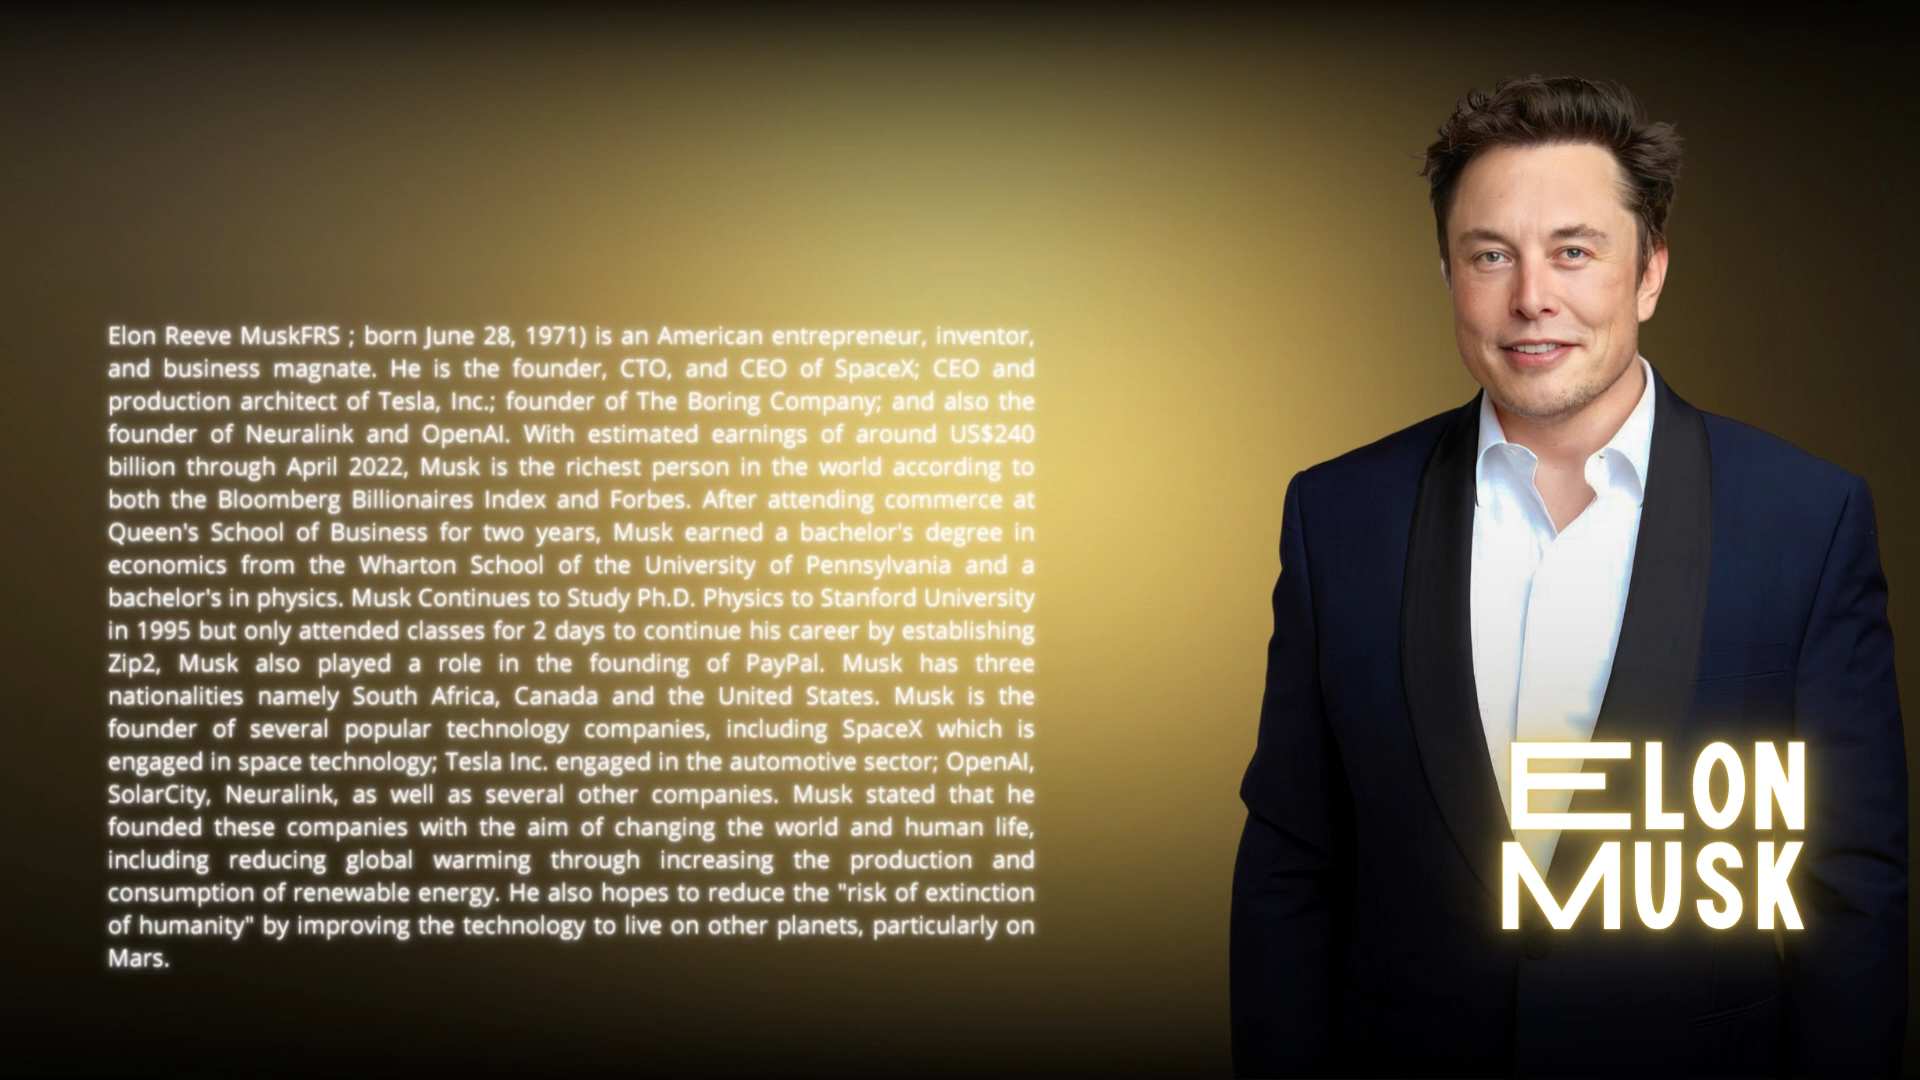 Elon Reeve MuskFRS ; born June 28, 1971) is an American entrepreneur, inventor,
and business magnate. He is the founder, CTO, and CEO of SpaceX; CEO and
production architect of Tesla, Inc.; founder of The Boring Company; and also the
founder of Neuralink and OpenAI. With estimated earnings of around US$240
billion through April 2022, Musk is the richest person in the world according to
both the Bloomberg Billionaires Index and Forbes. After attending commerce at
Queen's School of Business for two years, Musk earned a bachelor's degree in
economics from the Wharton School of the University of Pennsylvania and a
bachelor's in physics. Musk Continues to Study Ph.D. Physics to Stanford University
in 1995 but only attended classes for 2 days to continue his career by establishing
Zip2, Musk also played a role in the founding of PayPal. Musk has three
nationalities namely South Africa, Canada and the United States. Musk is the
founder of several popular technology companies, including SpaceX which is
engaged in space technology; Tesla Inc. engaged in the automotive sector; OpenAI,
SolarCity, Neuralink, as well as several other companies. Musk stated that he
founded these companies with the aim of changing the world and human life,
including reducing global warming through increasing the production and
consumption of renewable energy. He also hopes to reduce the "risk of extinction
of humanity" by improving the technology to live on other planets, particularly on
Mars.
ELON
MUSK